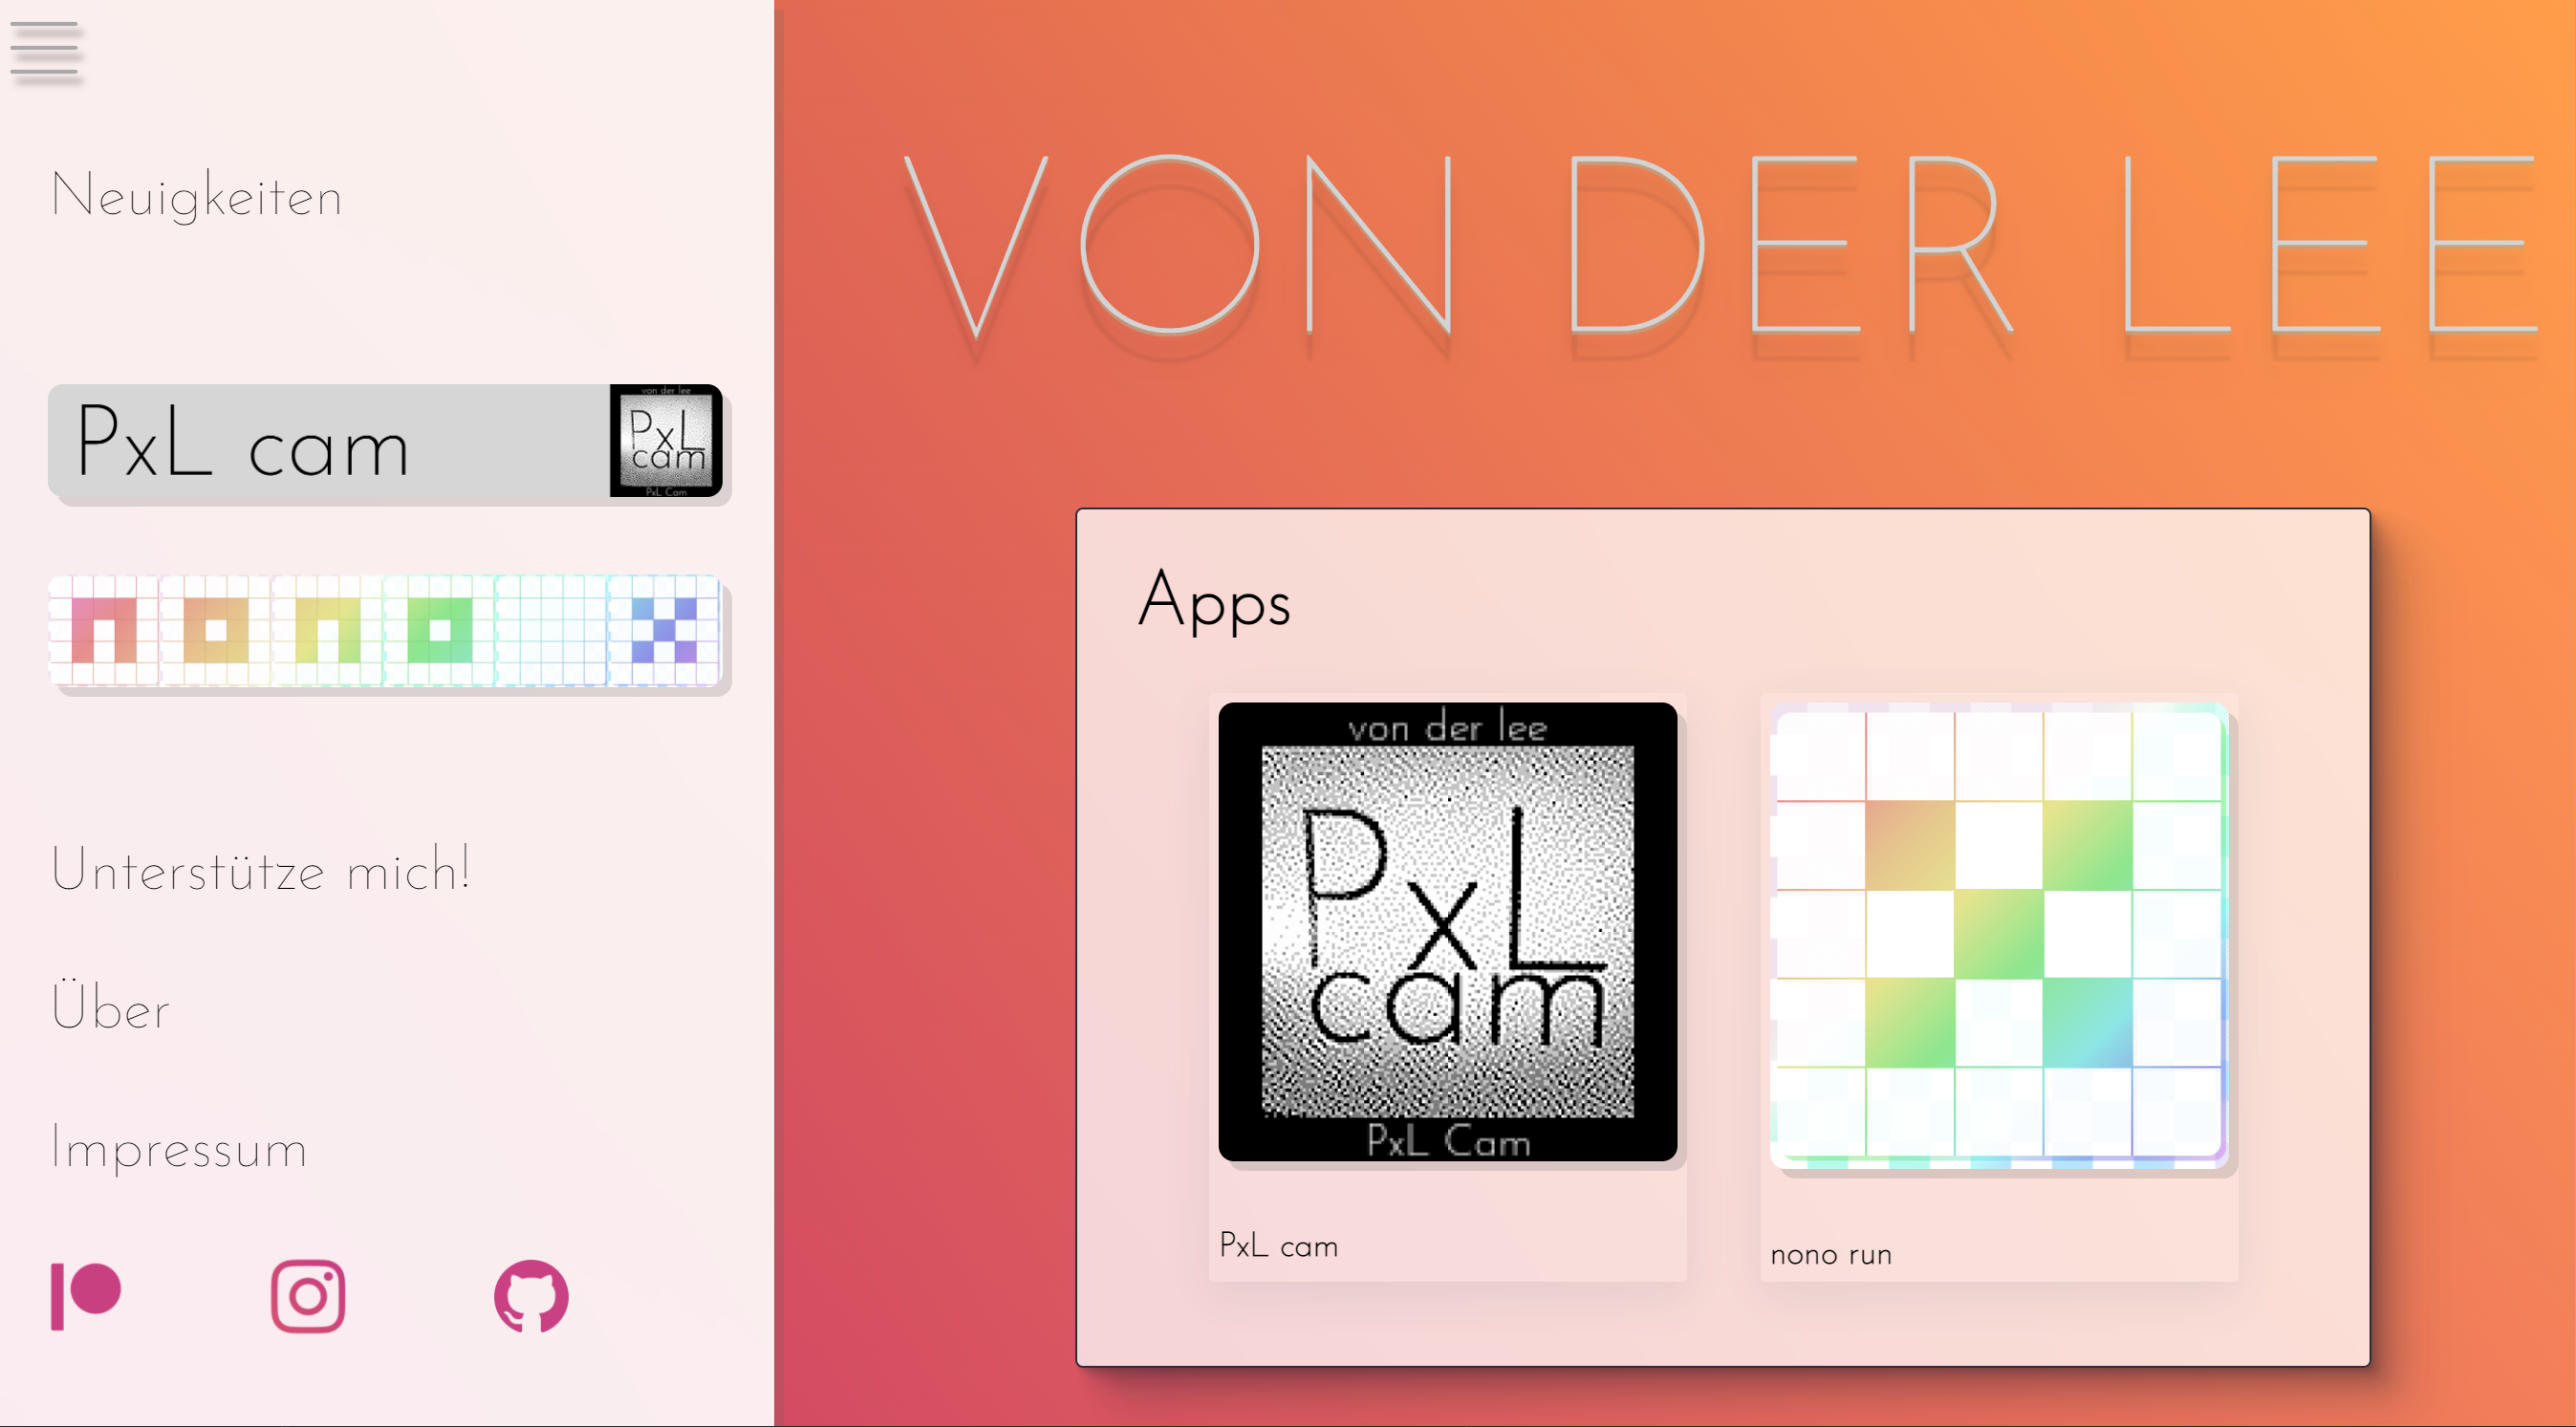 Neuigkeiten
PxL cam
von der lee
PxL
cam
PxL Cam
nono x
Unterstütze mich!
Über
Impressum
VON DER LEE
Apps
von der lee
PxL
cam
PxL Cam
PxL cam
nono run